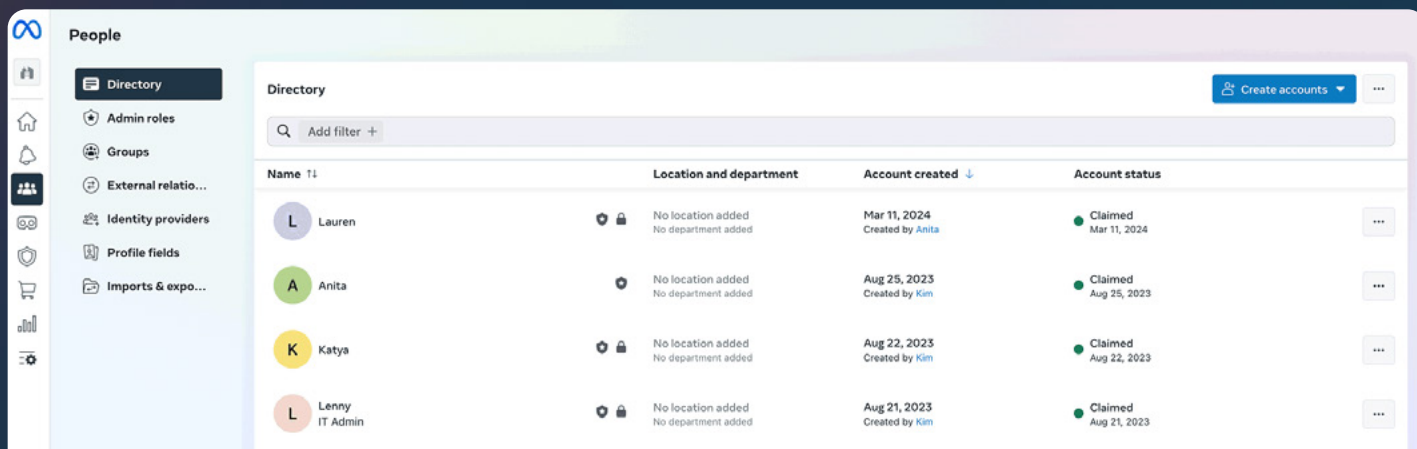 People
Directory
Admin roles
Groups
External relatio...
Identity providers
Profile fields
Imports & expo...
Directory
Create accounts
Add filter +
Name Location and department Account created Account status
L Lauren No location added Mar 11, 2024 Claimed
No department added Created by Anita Mar 11, 2024
A Anita No location added Aug 25, 2023 Claimed
No department added Created by Kim Aug 25, 2023
K Katya No location added Aug 22, 2023 Claimed
No department added Created by Kim Aug 22, 2023
L Lenny No location added Aug 21, 2023 Claimed
IT Admin No department added Created by Kim Aug 21, 2023